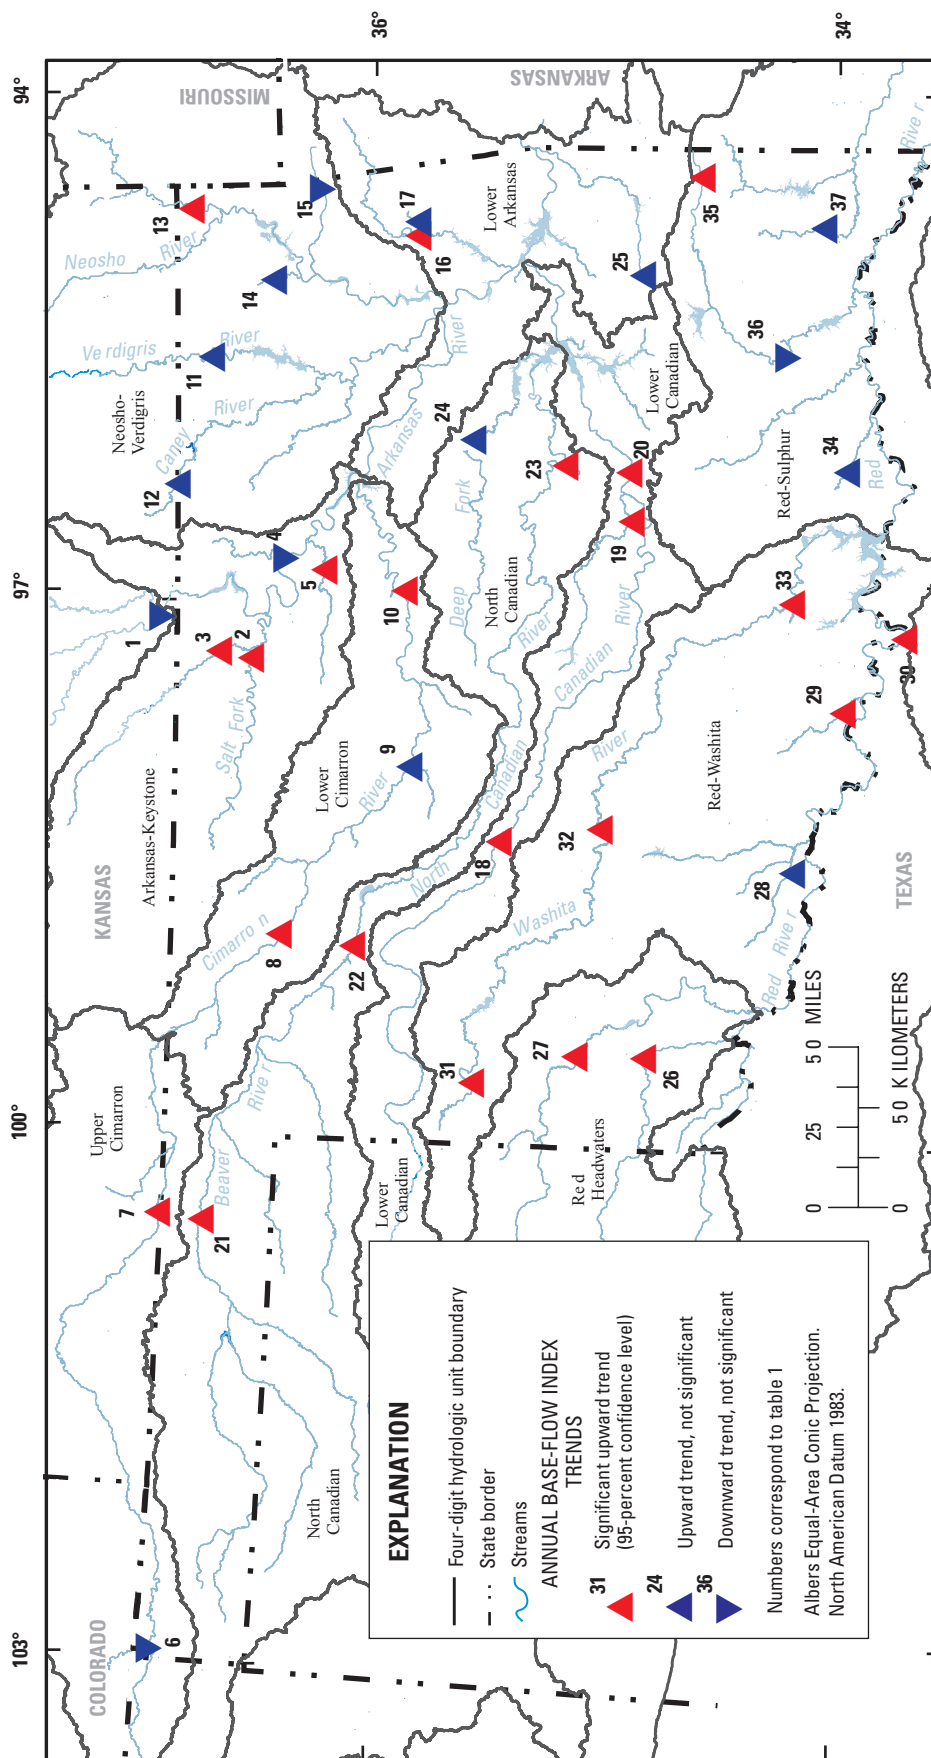 103°
100°
97°
94°
36°
34°
COLORADO
KANSAS
MISSOURI
ARKANSAS
TEXAS
Upper
Cimarron
Arkansas-Keystone
Neosho-
Verdigris
Lower
Cimarron
North
Canadian
North
Canadian
Lower
Canadian
Lower
Canadian
Lower
Arkansas
Red
Headwaters
Red-Washita
Red-Sulphur
Beaver
River
Cimarron
River
Salt Fork
Arkansas
River
Caney
River
Verdigris
River
Neosho
River
North
Canadian
River
Deep
Fork
Canadian
River
Washita
River
Red River
Red
River
1
2
3
4
5
6
7
8
9
10
11
12
13
14
15
16
17
18
19
20
21
22
23
24
25
26
27
28
29
30
31
32
33
34
35
36
37
EXPLANATION
Four-digit hydrologic unit boundary
State border
Streams
ANNUAL BASE-FLOW INDEX
TRENDS
31
Significant upward trend
(95-percent confidence level)
24
Upward trend, not significant
36
Downward trend, not significant
Numbers correspond to table 1
Albers Equal-Area Conic Projection.
North American Datum 1983.
0 25 50 MILES
0 50 KILOMETERS